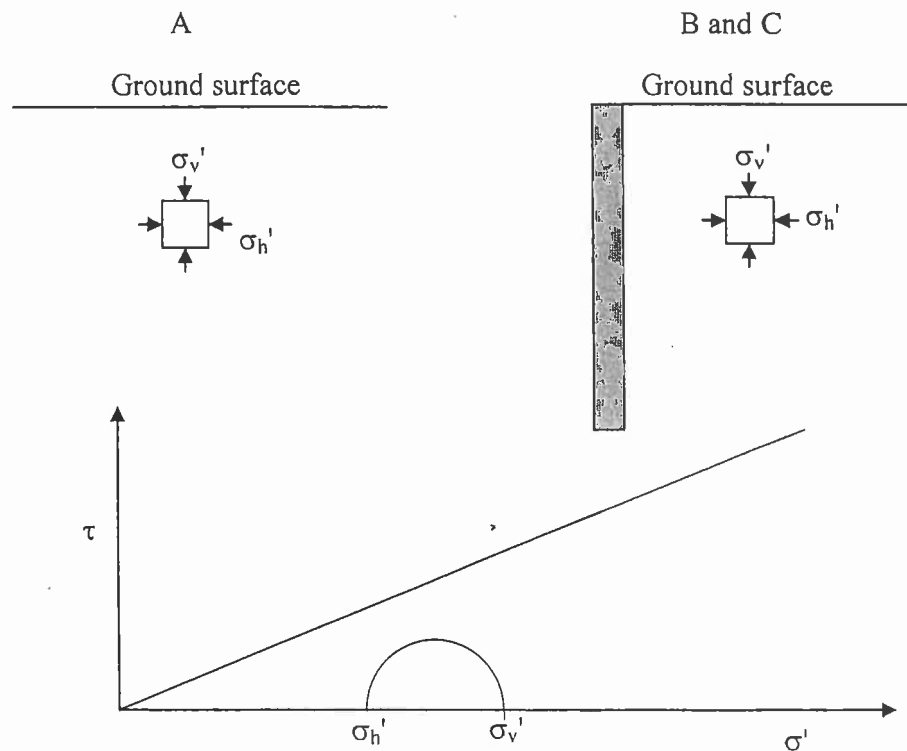 A
B and C
Ground surface
Ground surface
σv'
σh'
σv'
σh'
τ
σh'
σv'
σ'